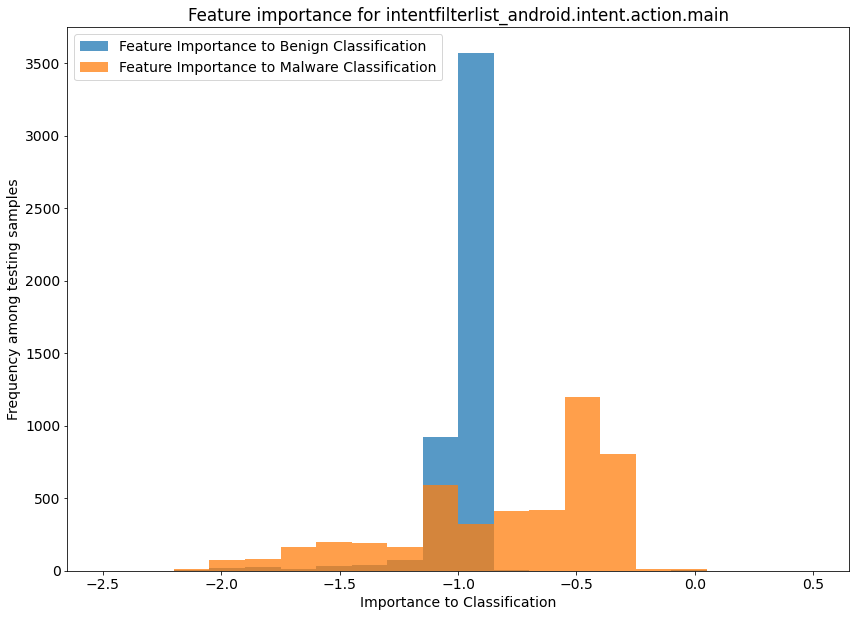 Feature importance for intentfilterlist_android.intent.action.main
Feature Importance to Benign Classification
Feature Importance to Malware Classification
Frequency among testing samples
3500
3000
2500
2000
1500
1000
500
0
−2.5 −2.0 −1.5 −1.0 −0.5 0.0 0.5
Importance to Classification